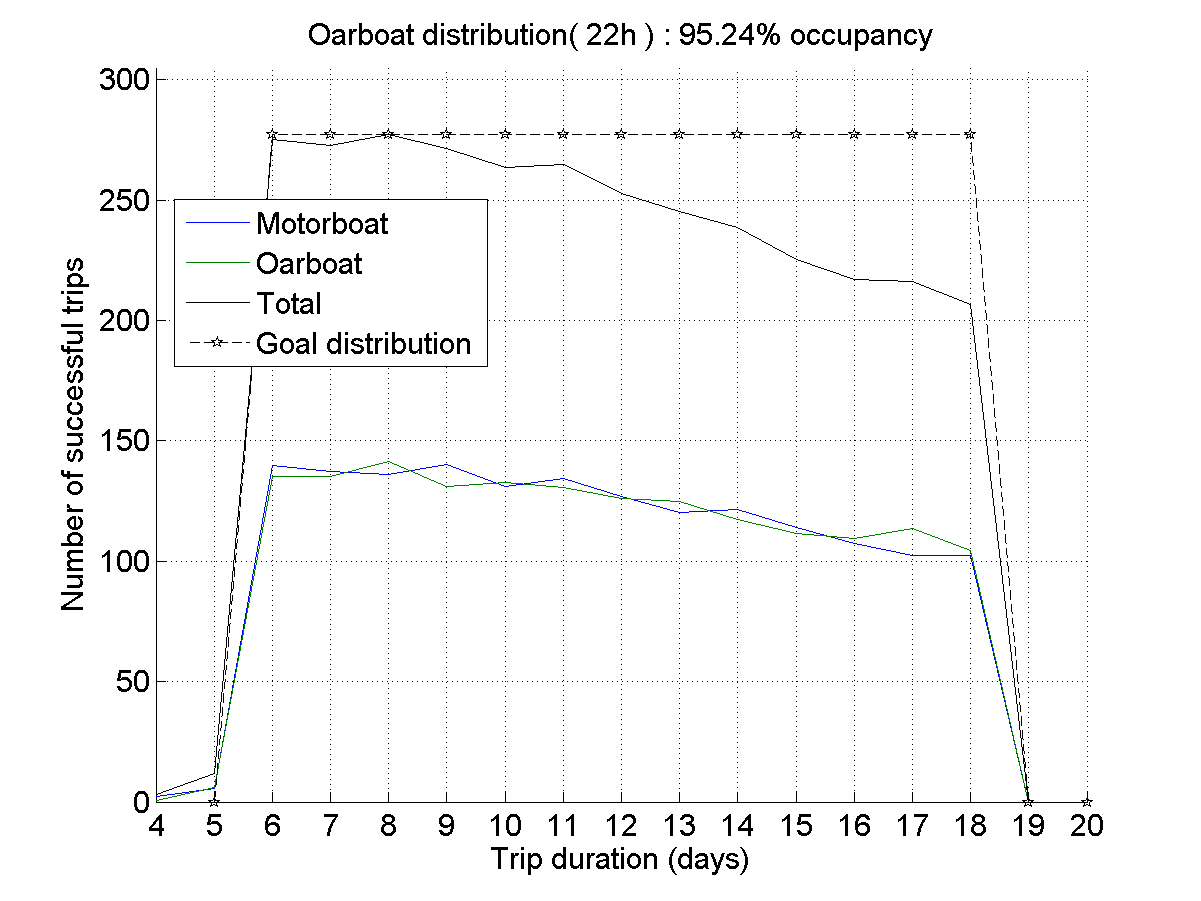 Oarboat distribution( 22h ) : 95.24% occupancy
300
250
200
150
100
50
0
Number of successful trips
Motorboat
Oarboat
Total
Goal distribution
4 5 6 7 8 9 10 11 12 13 14 15 16 17 18 19 20
Trip duration (days)